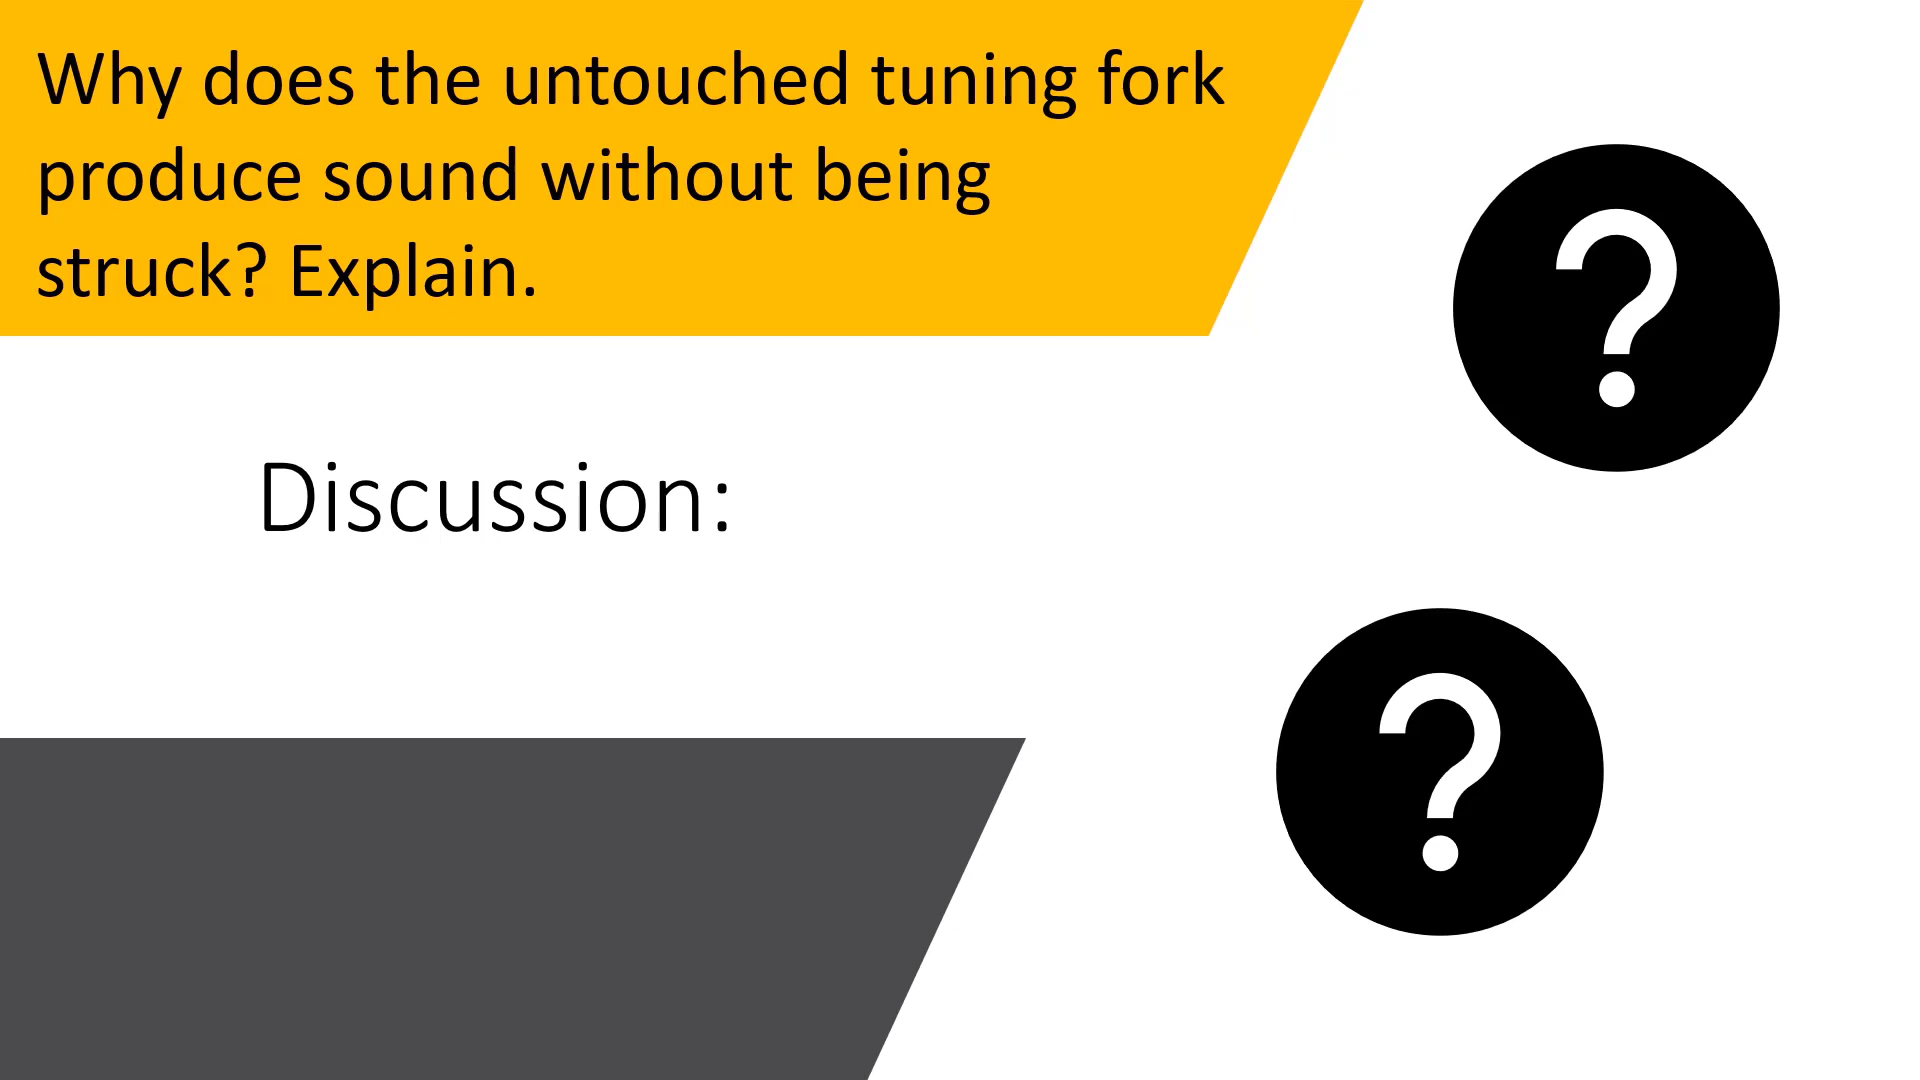 Why does the untouched tuning fork
produce sound without being
struck? Explain.
?
Discussion:
?